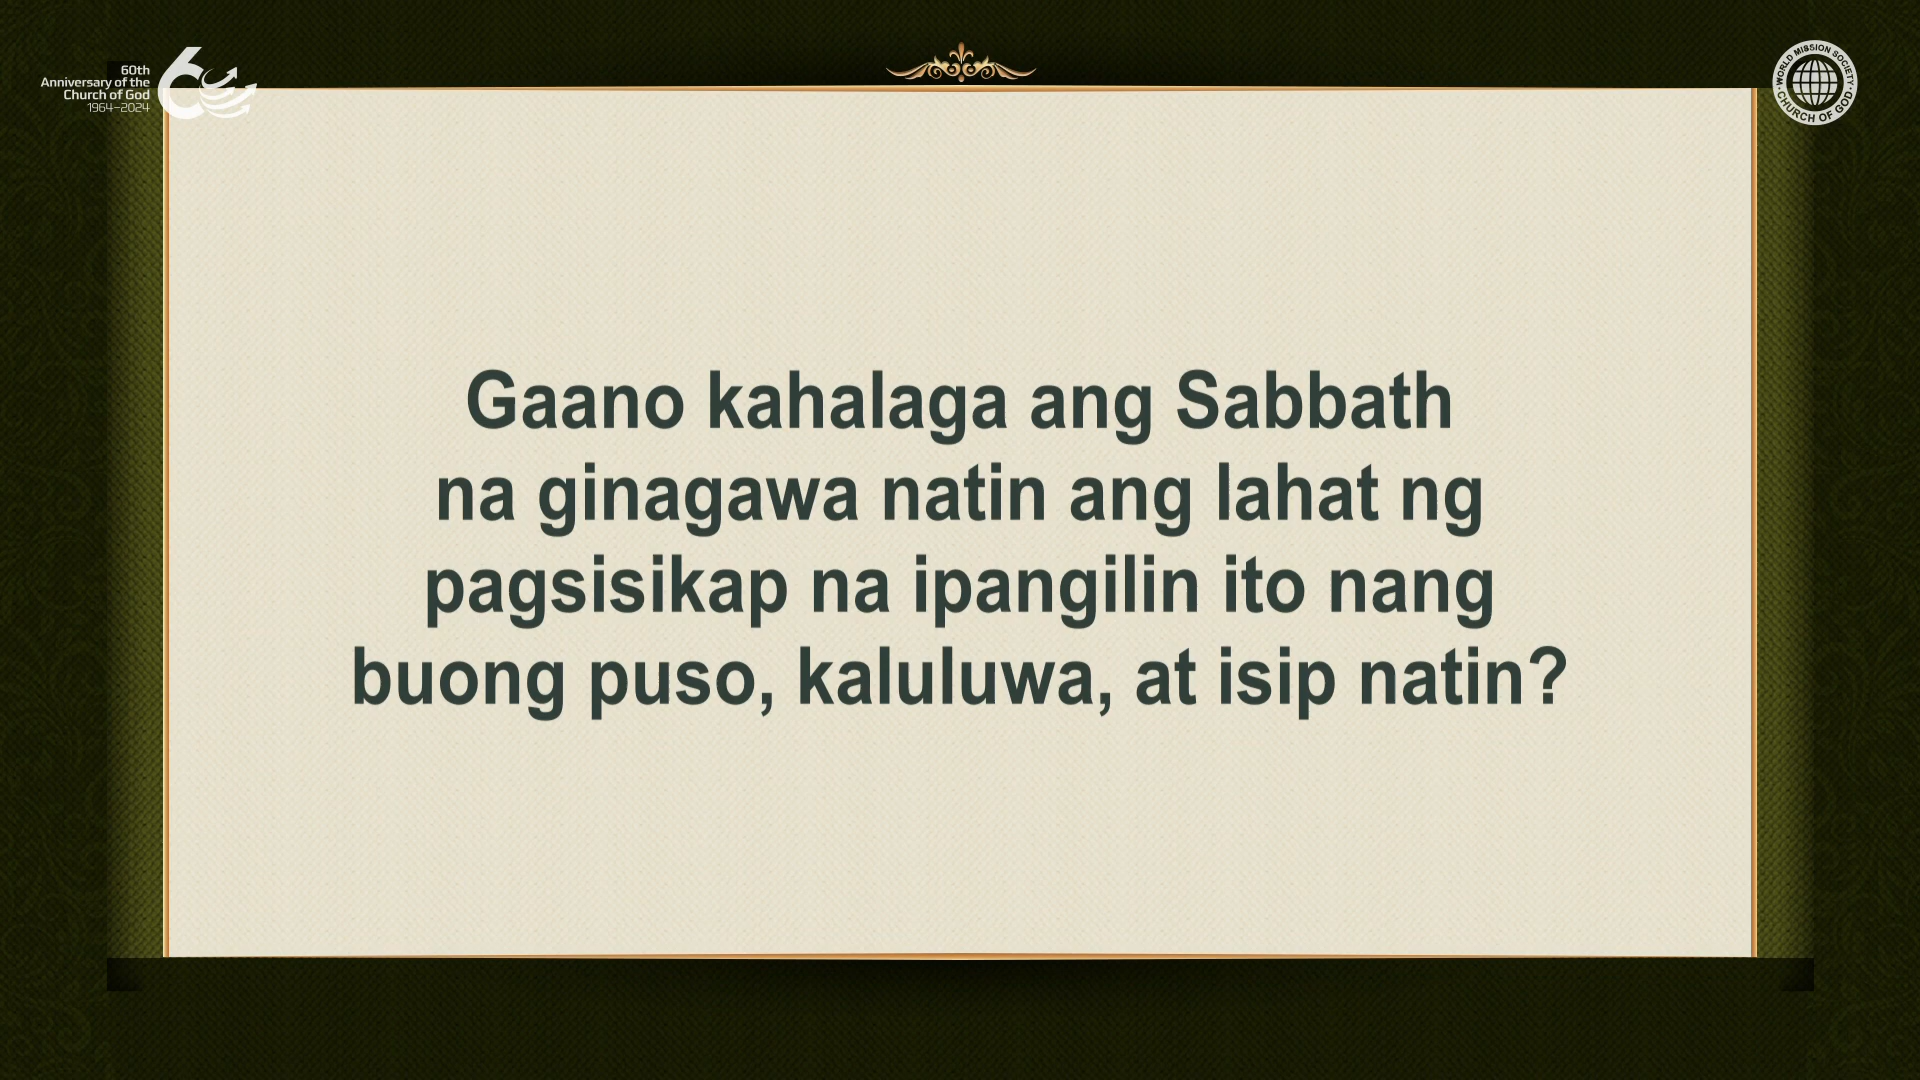 60th
Anniversary of the
Church of God
1964–2024
WORLD MISSION SOCIETY
CHURCH OF GOD
Gaano kahalaga ang Sabbath
na ginagawa natin ang lahat ng
pagsisikap na ipangilin ito nang
buong puso, kaluluwa, at isip natin?